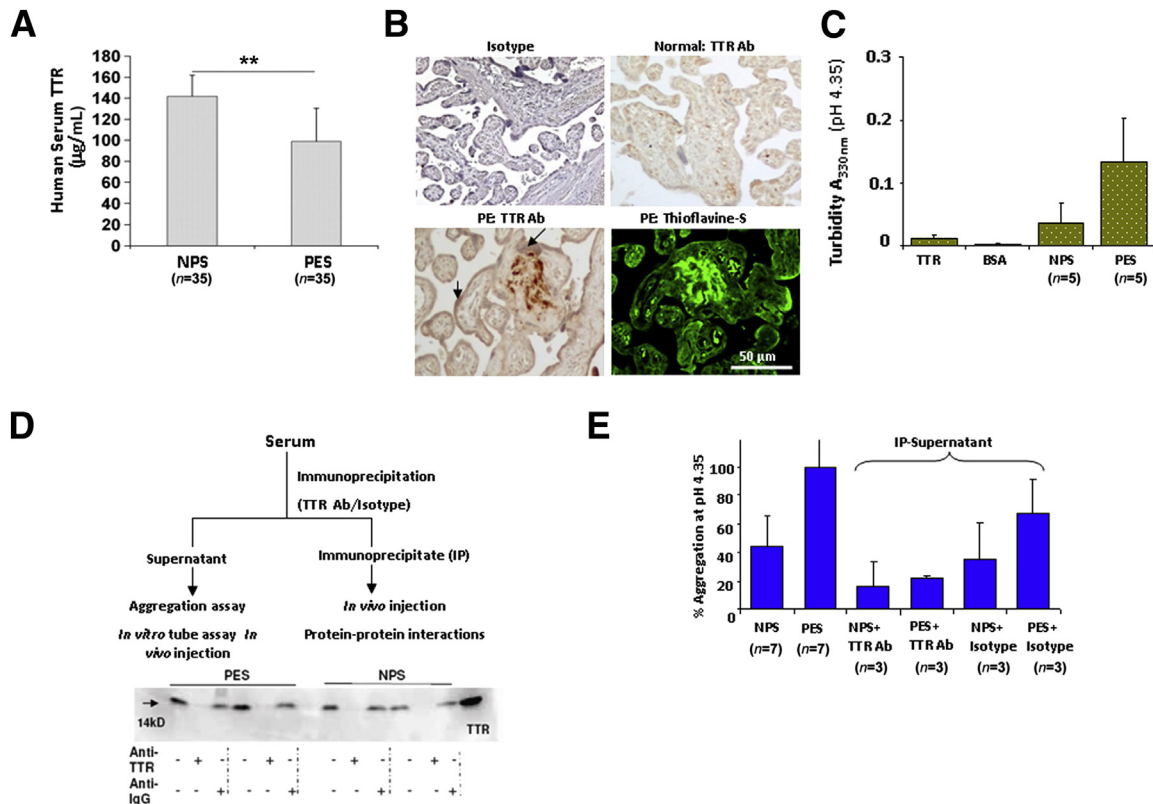 A
Human Serum TTR
(µg/mL)
180
160
140
120
100
80
60
40
20
0
**
NPS
(n=35)
PES
(n=35)
B
Isotype
Normal: TTR Ab
PE: TTR Ab
PE: Thioflavine-S
50 µm
C
Turbidity A330 nm (pH 4.35)
0.3
0.2
0.1
0
TTR
BSA
NPS
(n=5)
PES
(n=5)
D
Serum
Immunoprecipitation
(TTR Ab/Isotype)
Supernatant
Immunoprecipitate (IP)
Aggregation assay
In vivo injection
In vitro tube assay In
vivo injection
Protein-protein interactions
PES
NPS
14kD
TTR
Anti-
TTR
- + - - + - - + - - + -
Anti-
IgG
- - + - - + - - + - - +
E
% Aggregation at pH 4.35
100
80
60
40
20
0
IP-Supernatant
NPS
(n=7)
PES
(n=7)
NPS+
TTR Ab
(n=3)
PES+
TTR Ab
(n=3)
NPS+
Isotype
(n=3)
PES+
Isotype
(n=3)